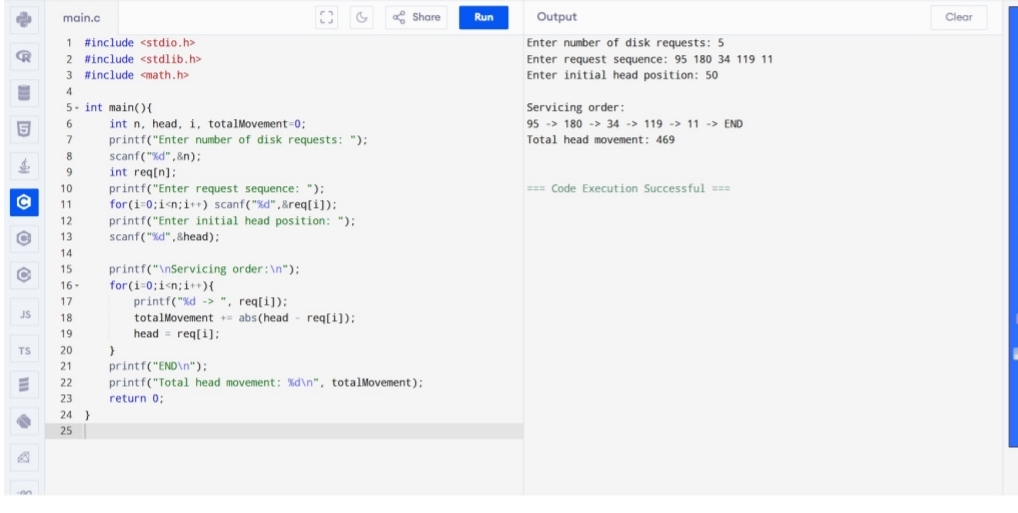 main.c
Share
Run
Output
Clear
1 #include <stdio.h>
2 #include <stdlib.h>
3 #include <math.h>
4
5 - int main(){
6 int n, head, i, totalMovement=0;
7 printf("Enter number of disk requests: ");
8 scanf("%d",&n);
9 int req[n];
10 printf("Enter request sequence: ");
11 for(i=0;i<n;i++) scanf("%d",&req[i]);
12 printf("Enter initial head position: ");
13 scanf("%d",&head);
14
15 printf("\nServicing order:\n");
16 - for(i=0;i<n;i++){
17 printf("%d -> ", req[i]);
18 totalMovement += abs(head - req[i]);
19 head = req[i];
20 }
21 printf("END\n");
22 printf("Total head movement: %d\n", totalMovement);
23 return 0;
24 }
25
Enter number of disk requests: 5
Enter request sequence: 95 180 34 119 11
Enter initial head position: 50
Servicing order:
95 -> 180 -> 34 -> 119 -> 11 -> END
Total head movement: 469
=== Code Execution Successful ===
R
5
C
JS
TS